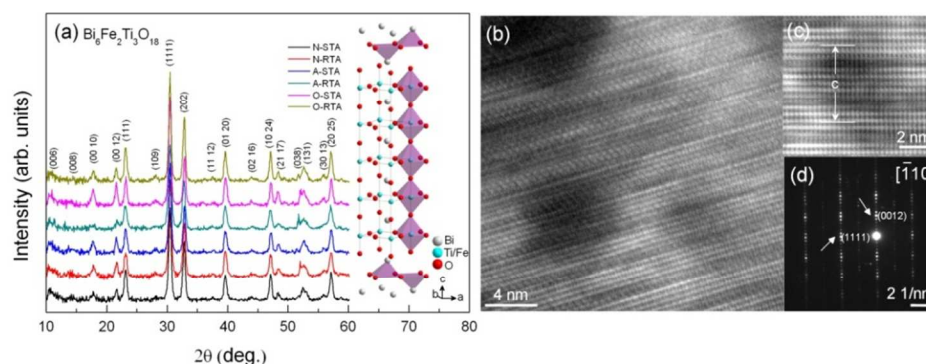 (a) Bi₆Fe₂Ti₃O₁₈
N-STA
N-RTA
A-STA
A-RTA
O-STA
O-RTA
(006)
(008)
(00 10)
(00 12)
(111)
(109)
(1111)
(202)
(11 12)
(01 20)
(02 16)
(10 24)
(21 17)
(038)
(131)
(30 13)
(20 25)
Intensity (arb. units)
10 20 30 40 50 60 70 80
2θ (deg.)
Bi
Ti/Fe
O
c
b a
(b)
4 nm
(c)
c
2 nm
(d)
[1̄10
(0012)
(1111)
2 1/nm